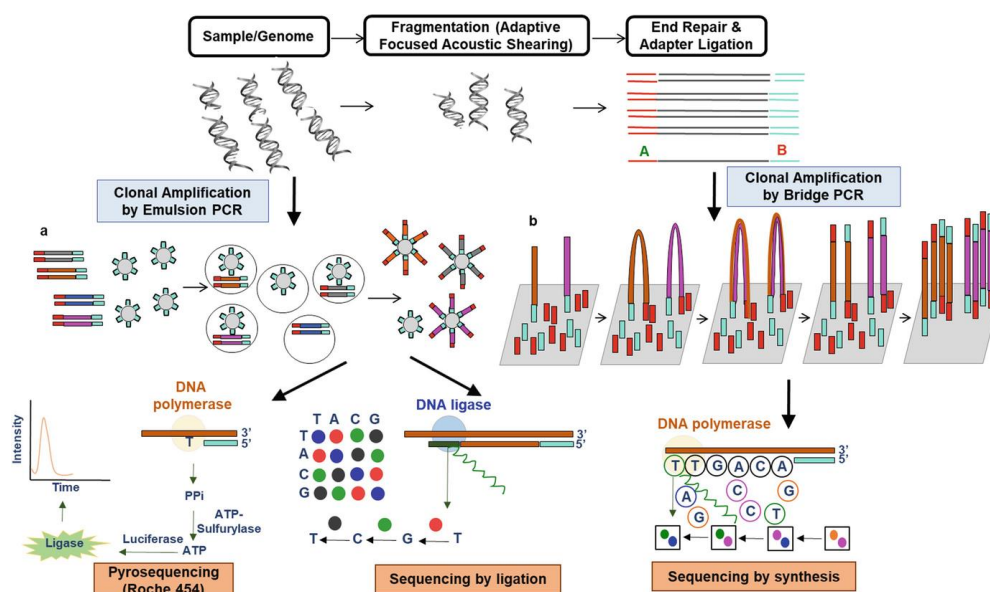 Sample/Genome
Fragmentation (Adaptive
Focused Acoustic Shearing)
End Repair &
Adapter Ligation
A
B
Clonal Amplification
by Emulsion PCR
Clonal Amplification
by Bridge PCR
a
b
DNA
polymerase
T
3'
5'
PPi
ATP-
Sulfurylase
ATP
Luciferase
Ligase
Intensity
Time
Pyrosequencing
(Roche 454)
T A C G
T
A
C
G
DNA ligase
3'
5'
T C G T
Sequencing by ligation
DNA polymerase
3'
5'
T T G A C A
A C G
G C T
Sequencing by synthesis